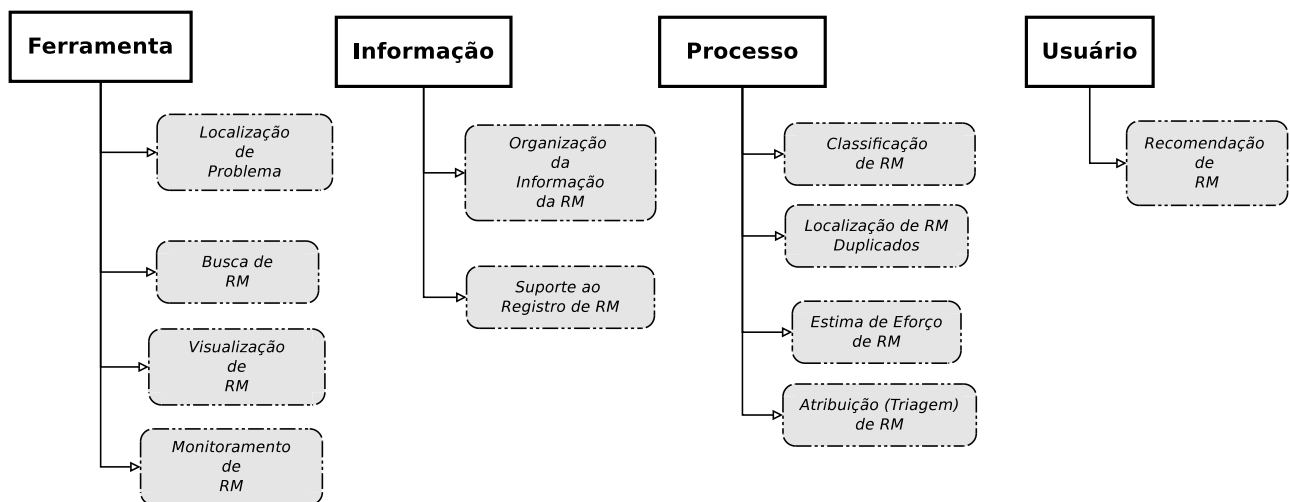 Ferramenta
Localização
de
Problema
Busca de
RM
Visualização
de
RM
Monitoramento
de
RM
Informação
Organização
da
Informação
da RM
Suporte ao
Registro de RM
Processo
Classificação
de RM
Localização de RM
Duplicados
Estima de Eforço
de RM
Atribuição (Triagem)
de RM
Usuário
Recomendação
de
RM